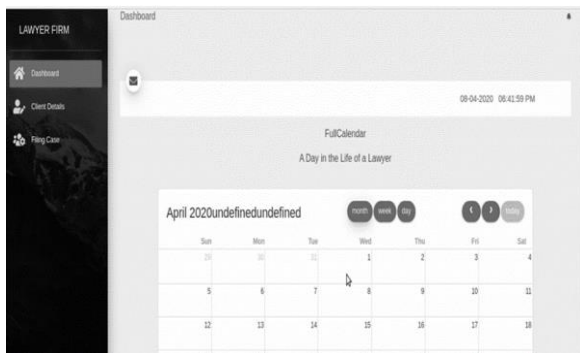 LAWYER FIRM
Dashboard
Dashboard
Client Details
Filing Case
08-04-2020 06:41:59 PM
FullCalendar
A Day in the Life of a Lawyer
April 2020undefinedundefined
month week day
today
Sun Mon Tue Wed Thu Fri Sat
29 30 31 1 2 3 4
5 6 7 8 9 10 11
12 13 14 15 16 17 18